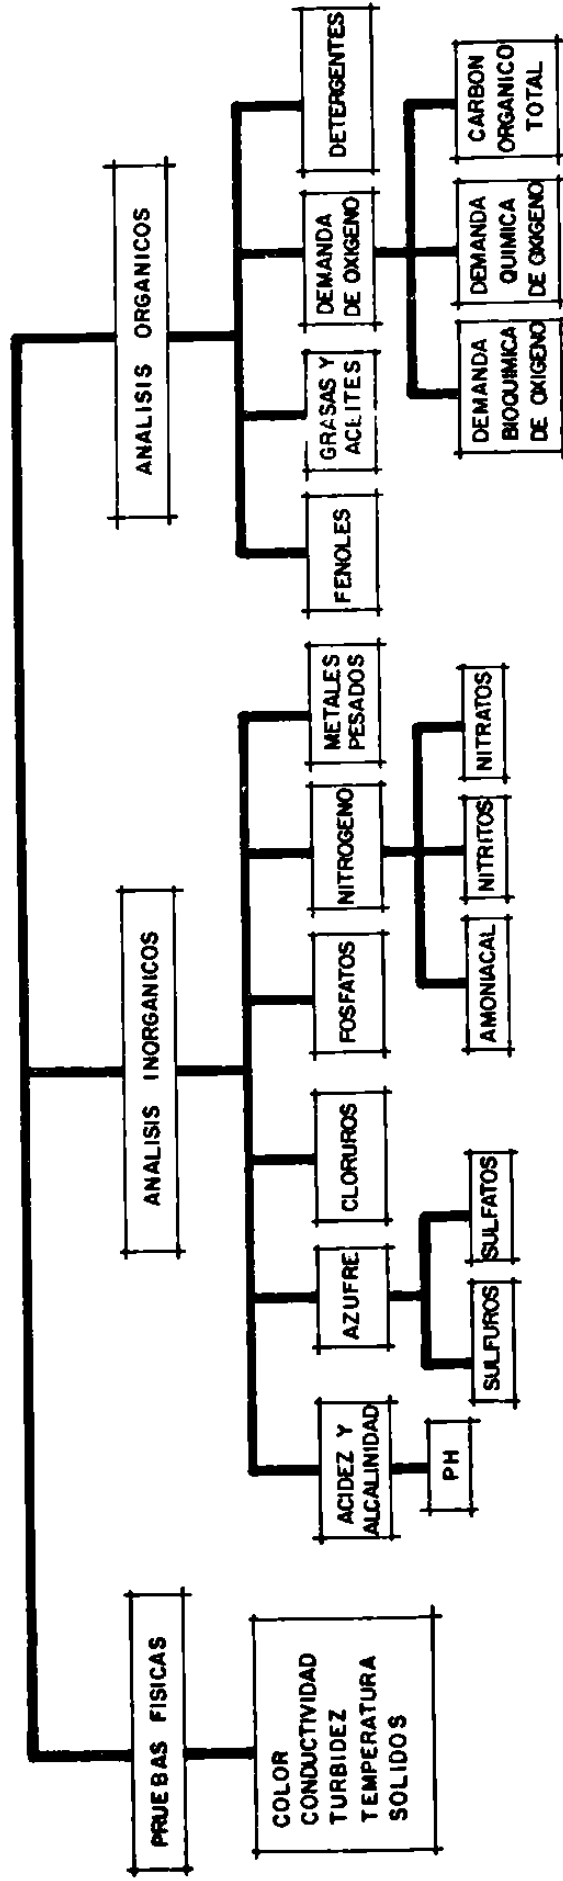 PRUEBAS FISICAS
COLOR
CONDUCTIVIDAD
TURBIDEZ
TEMPERATURA
SOLIDOS
ANALISIS INORGANICOS
ACIDEZ Y
ALCALINIDAD
PH
AZUFRE
SULFUROS
SULFATOS
CLORUROS
FOSFATOS
NITROGENO
AMONIACAL
NITRITOS
NITRATOS
METALES
PESADOS
ANALISIS ORGANICOS
FENOLES
GRASAS Y
ACEITES
DEMANDA
DE OXIGENO
DEMANDA
BIOQUIMICA
DE OXIGENO
DEMANDA
QUIMICA
DE OXIGENO
CARBON
ORGANICO
TOTAL
DETERGENTES